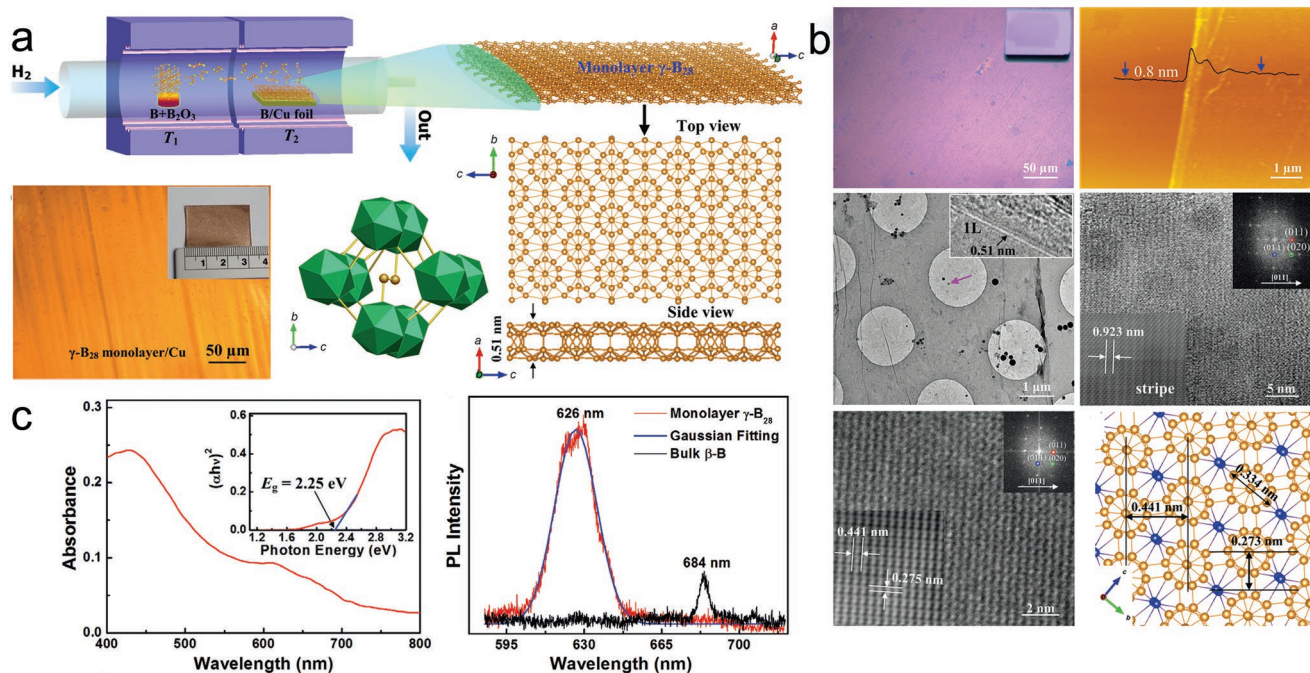 a
H2
B+B2O3
T1
B/Cu foil
T2
Out
Monolayer γ-B28
a
b
c
Top view
b
c
a
Side view
0.51 nm
a
b
c
1 2 3 4
γ-B28 monolayer/Cu
50 µm
b
c
b
50 µm
0.8 nm
1 µm
1L
0.51 nm
1 µm
(011)
(011) (020)
[011]
0.923 nm
stripe
5 nm
(011)
(011) (020)
[011]
0.441 nm
0.275 nm
2 nm
0.334 nm
0.441 nm
0.273 nm
c
b
c
0.3
0.2
0.1
0.0
Absorbance
400 500 600 700 800
Wavelength (nm)
0.6
0.4
0.2
0.0
(αhν)2
Eg = 2.25 eV
1.2 1.6 2.0 2.4 2.8 3.2
Photon Energy (eV)
PL Intensity
626 nm
Monolayer γ-B28
Gaussian Fitting
Bulk β-B
684 nm
595 630 665 700
Wavelength (nm)